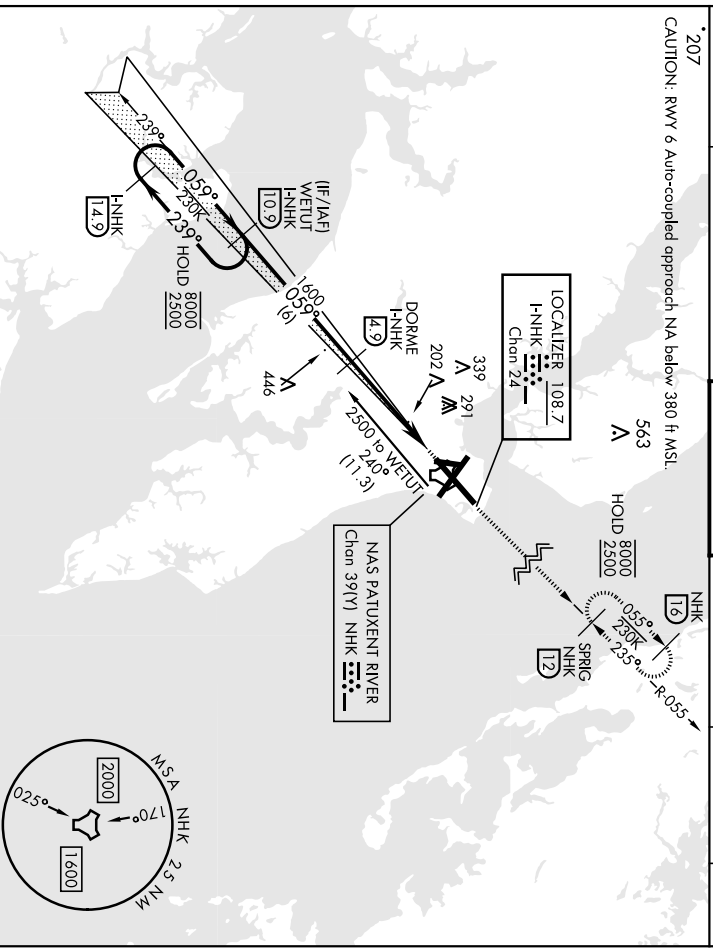 207
CAUTION: RWY 6 Auto-coupled approach NA below 380 ft MSL.
563
HOLD 8000
2500
NHK
16
055°
230K
235°
R-055
SPRIG
NHK
12
LOCALIZER 108.7
I-NHK
Chan 24
339
291
202
DORME
I-NHK
4.9
446
1600
059°
(6)
2500 to WETUT
240°
(11.3)
(IF/IAF)
WETUT
I-NHK
10.9
239°
059°
230K
239°
HOLD 8000
2500
I-NHK
14.9
NAS PATUXENT RIVER
Chan 39(Y) NHK
MSA NHK 25 NM
2000
170°
025°
1600